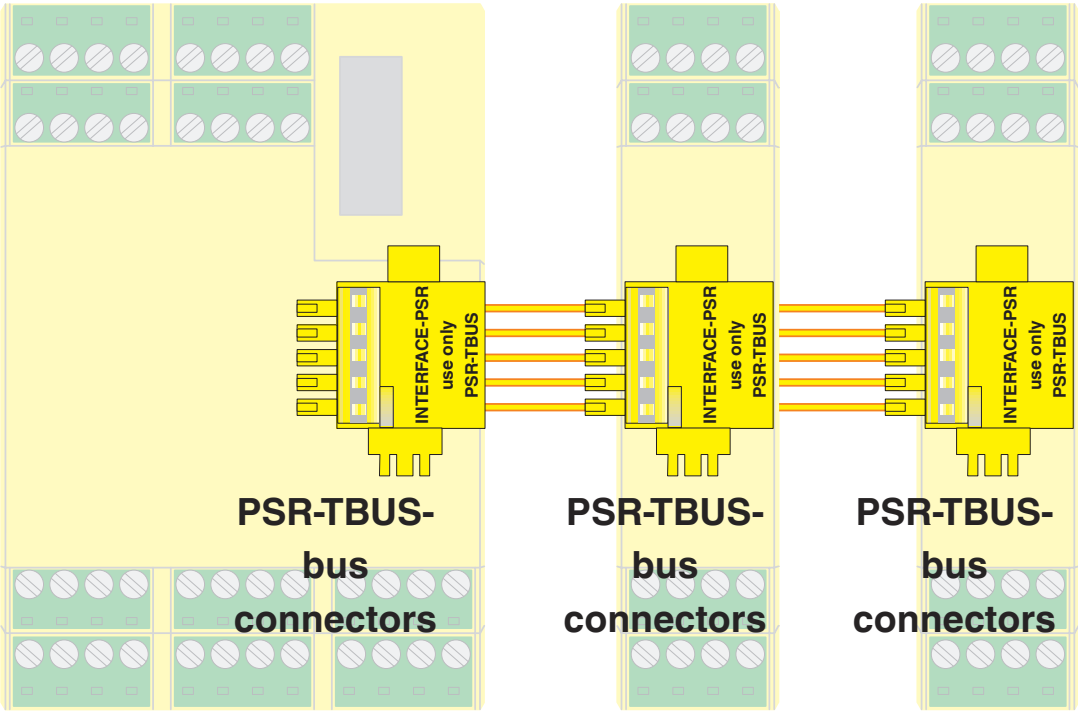 INTERFACE-PSR
use only
PSR-TBUS
INTERFACE-PSR
use only
PSR-TBUS
INTERFACE-PSR
use only
PSR-TBUS
PSR-TBUS-
bus
connectors
PSR-TBUS-
bus
connectors
PSR-TBUS-
bus
connectors